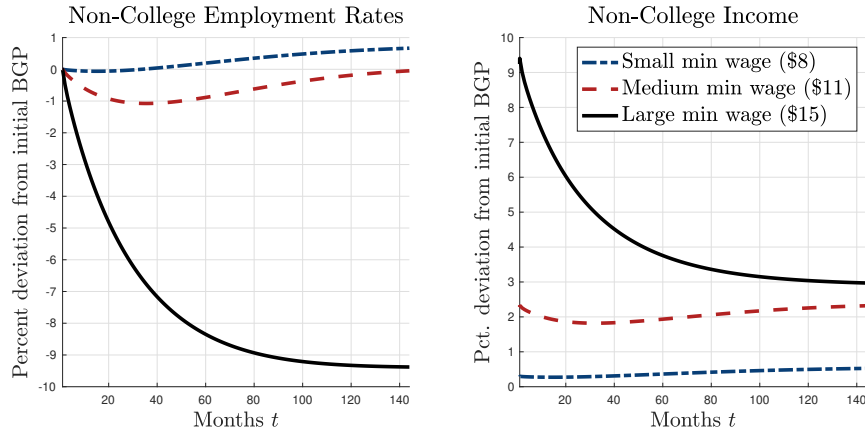 Non-College Employment Rates
Percent deviation from initial BGP
1
0
-1
-2
-3
-4
-5
-6
-7
-8
-9
-10
20 40 60 80 100 120 140
Months t
Non-College Income
Pct. deviation from initial BGP
10
9
8
7
6
5
4
3
2
1
0
20 40 60 80 100 120 140
Months t
Small min wage ($8)
Medium min wage ($11)
Large min wage ($15)